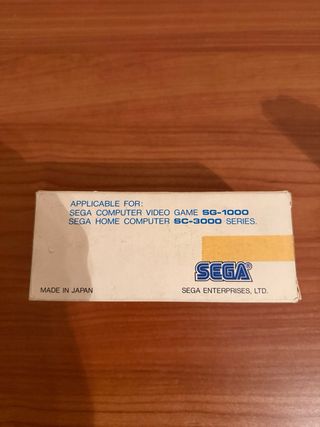 APPLICABLE FOR:
SEGA COMPUTER VIDEO GAME SG-1000
SEGA HOME COMPUTER SC-3000 SERIES.
SEGA®
MADE IN JAPAN
SEGA ENTERPRISES, LTD.